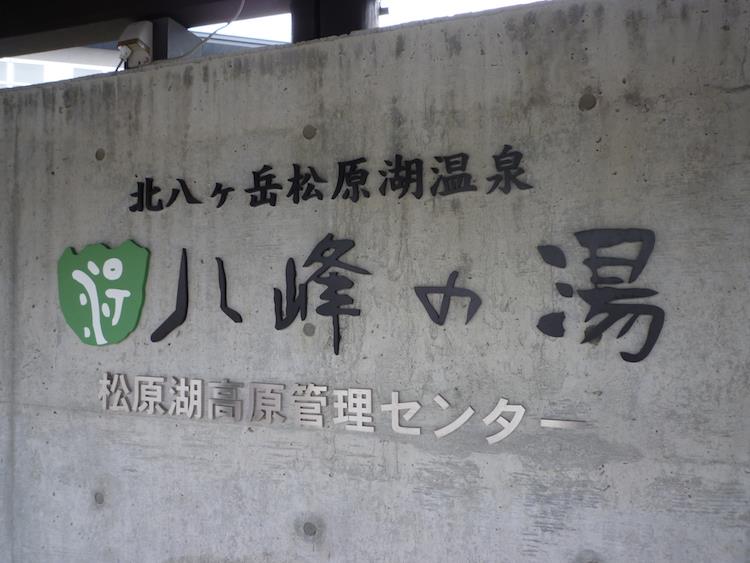 北八ヶ岳松原湖温泉
八峰の湯
松原湖高原管理センター